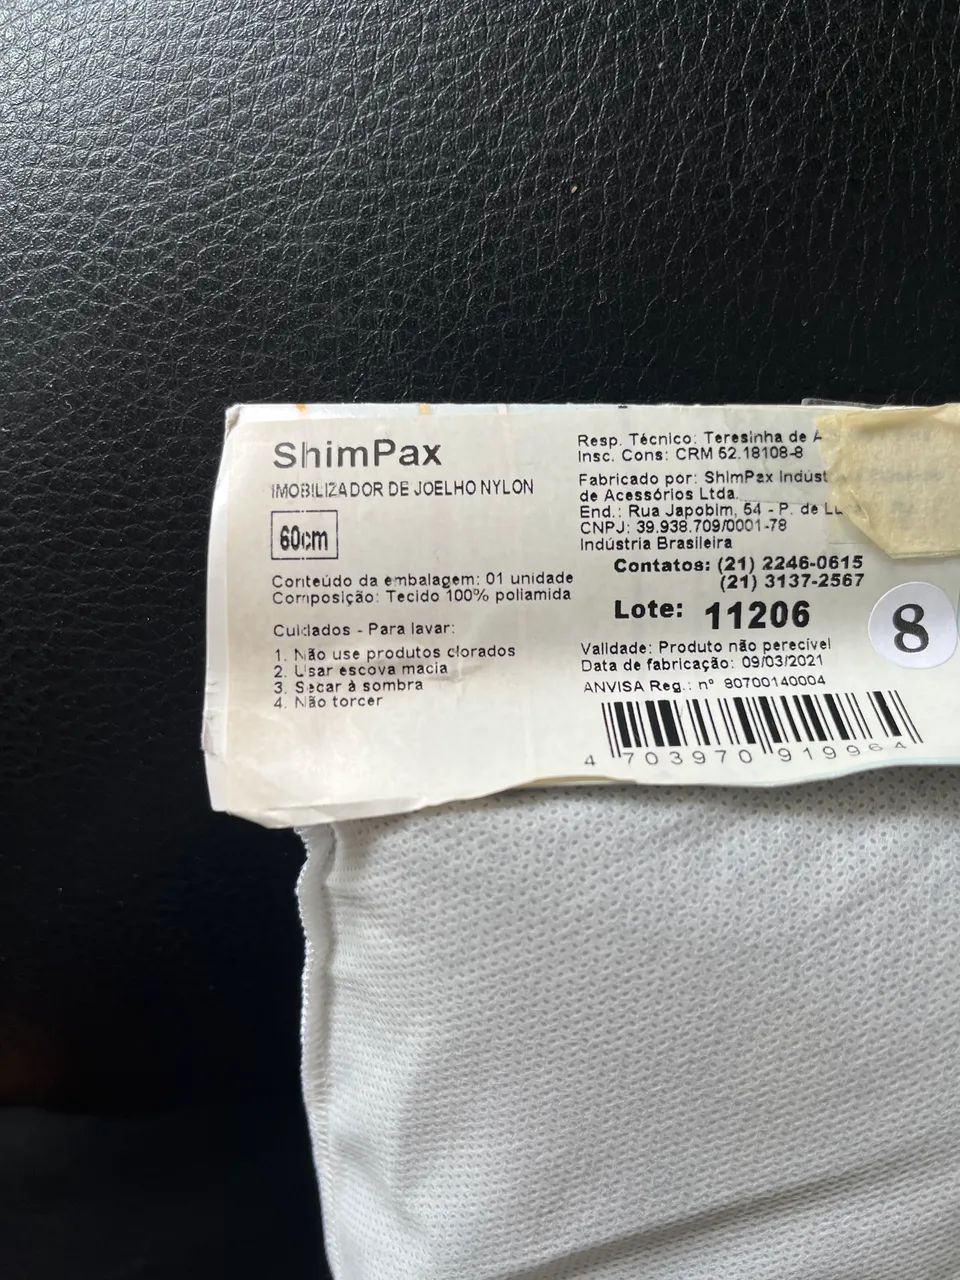 ShimPax
IMOBILIZADOR DE JOELHO NYLON
60cm
Conteúdo da embalagem: 01 unidade
Composição: Tecido 100% poliamida
Cuidados - Para lavar:
1. Não use produtos clorados
2. Usar escova macia
3. Secar à sombra
4. Não torcer
Resp. Técnico: Teresinha de
Insc. Cons: CRM 52.18108-8
Fabricado por: ShimPax
de Acessórios Ltda.
End.: Rua Japobim, 54 - P. de
CNPJ: 39.938.709/0001-78
Indústria Brasileira
Contatos: (21) 2246-0615
(21) 3137-2567
Lote: 11206
8
Validade: Produto não perecível
Data de fabricação: 09/03/2021
ANVISA Reg.: nº 80700140004
4 703970 919964